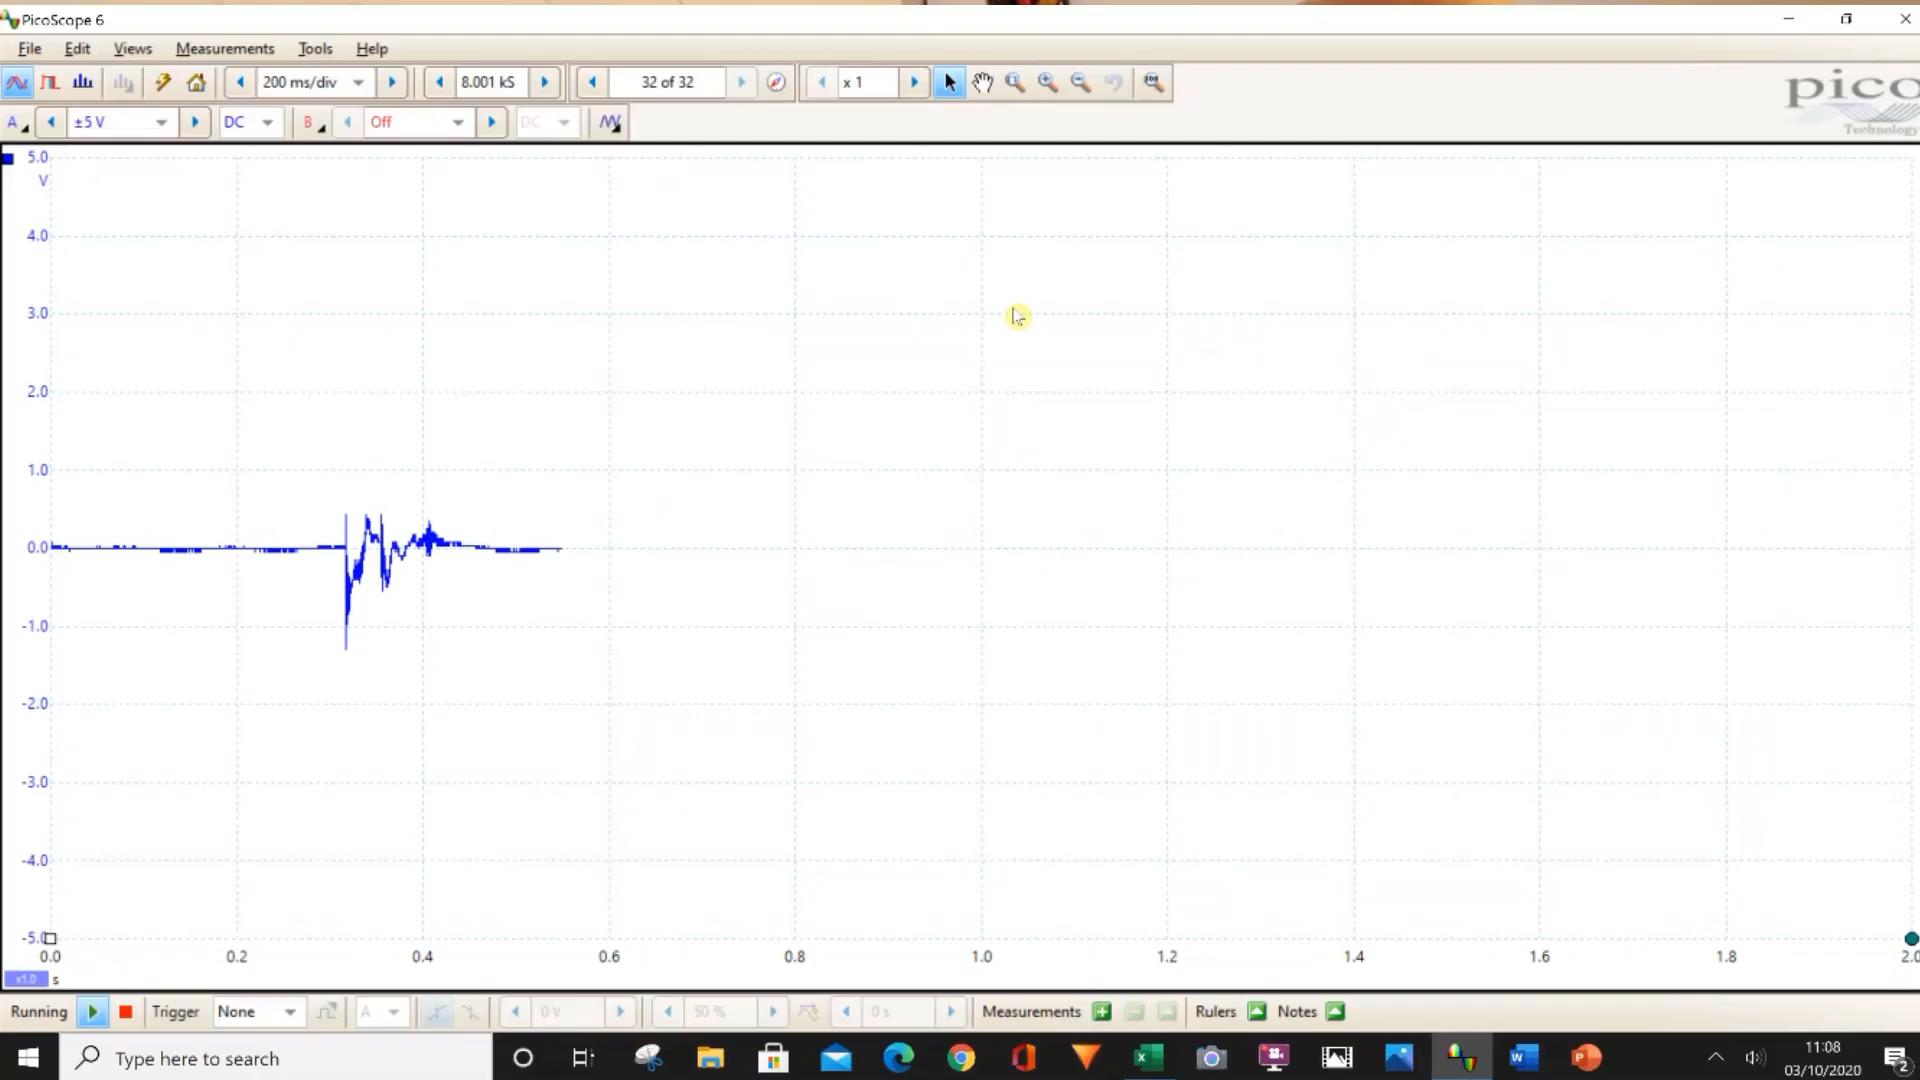 PicoScope 6
File Edit Views Measurements Tools Help
200 ms/div 8.001 kS 32 of 32 x 1
pico
Technology
A ±5 V DC B Off DC
5.0
V
4.0
3.0
2.0
1.0
0.0
-1.0
-2.0
-3.0
-4.0
-5.0
0.0 0.2 0.4 0.6 0.8 1.0 1.2 1.4 1.6 1.8 2.0
x1.0 s
Running Trigger None A 0 V 50 % 0 s Measurements Rulers Notes
Type here to search
11:08
03/10/2020
2